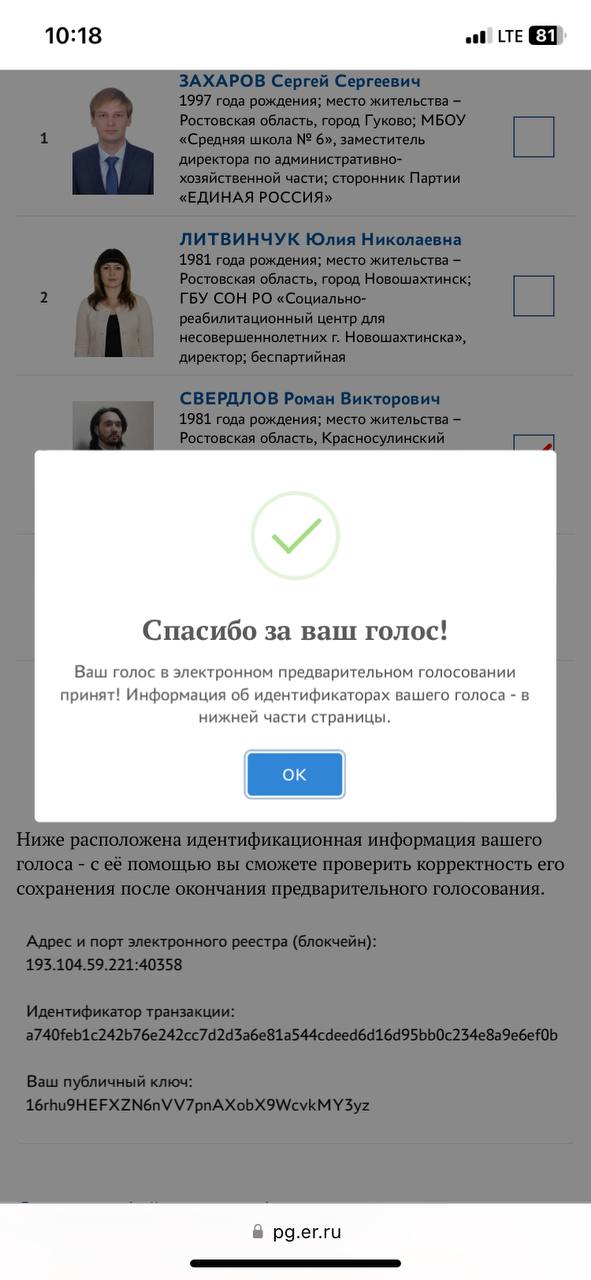 10:18
LTE 81
ЗАХАРОВ Сергей Сергеевич
1997 года рождения; место жительства –
Ростовская область, город Гуково; МБОУ
1
«Средняя школа № 6», заместитель
директора по административно-
хозяйственной части; сторонник Партии
«ЕДИНАЯ РОССИЯ»
ЛИТВИНЧУК Юлия Николаевна
1981 года рождения; место жительства –
Ростовская область, город Новошахтинск;
2
ГБУ СОН РО «Социально-
реабилитационный центр для
несовершеннолетних г. Новошахтинска»,
директор; беспартийная
СВЕРДЛОВ Роман Викторович
1981 года рождения; место жительства –
Ростовская область, Красносулинский
Спасибо за ваш голос!
Ваш голос в электронном предварительном голосовании
принят! Информация об идентификаторах вашего голоса - в
нижней части страницы.
OK
Ниже расположена идентификационная информация вашего
голоса - с её помощью вы сможете проверить корректность его
сохранения после окончания предварительного голосования.
Адрес и порт электронного реестра (блокчейн):
193.104.59.221:40358
Идентификатор транзакции:
a740feb1c242b76e242cc7d2d3a6e81a544cdeed6d16d95bb0c234e8a9e6ef0b
Ваш публичный ключ:
16rhu9HEFXZN6nVV7pnAXobX9WcvkMY3yz
pg.er.ru